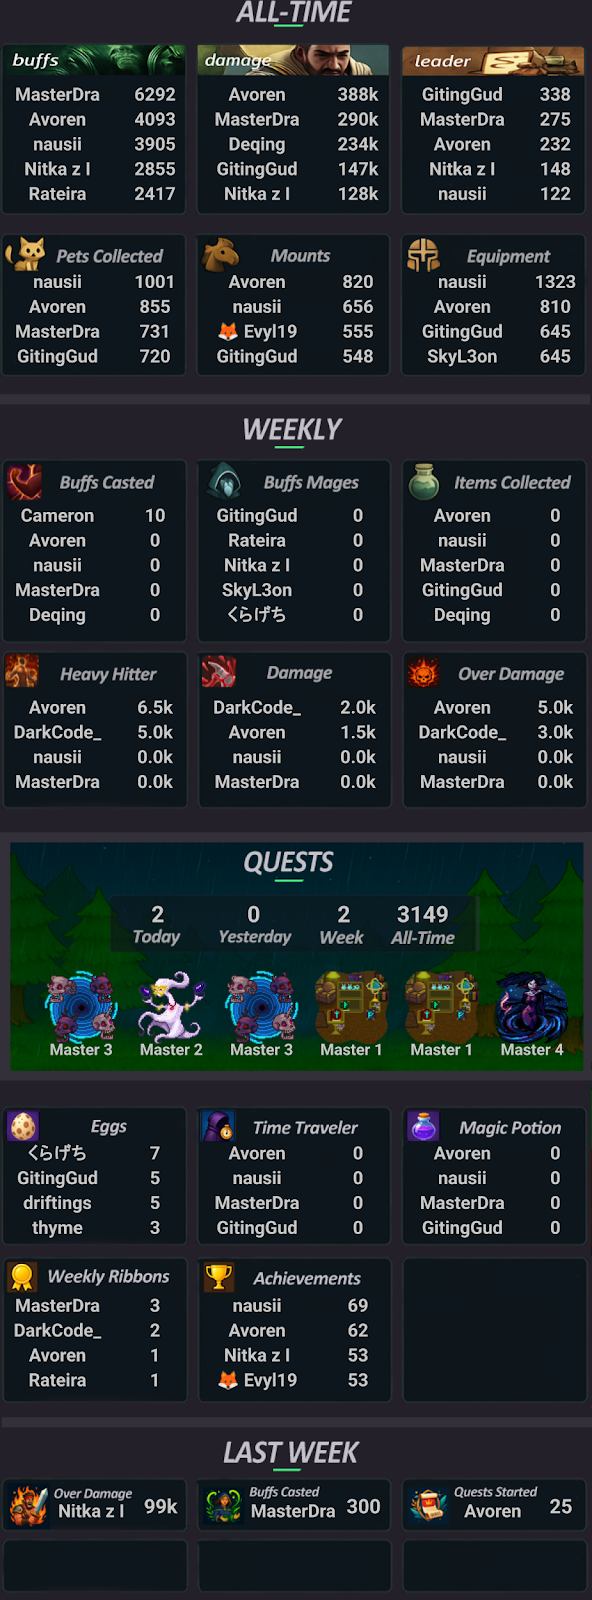 ALL-TIME
buffs
MasterDra 6292
Avoren 4093
nausii 3905
Nitka z l 2855
Rateira 2417
damage
Avoren 388k
MasterDra 290k
Deqing 234k
GitingGud 147k
Nitka z l 128k
leader
GitingGud 338
MasterDra 275
Avoren 232
Nitka z l 148
nausii 122
Pets Collected
nausii 1001
Avoren 855
MasterDra 731
GitingGud 720
Mounts
Avoren 820
nausii 656
🦊 Evyl19 555
GitingGud 548
Equipment
nausii 1323
Avoren 810
GitingGud 645
SkyL3on 645
WEEKLY
Buffs Casted
Cameron 10
Avoren 0
nausii 0
MasterDra 0
Deqing 0
Buffs Mages
GitingGud 0
Rateira 0
Nitka z l 0
SkyL3on 0
くらげち 0
Items Collected
Avoren 0
nausii 0
MasterDra 0
GitingGud 0
Deqing 0
Heavy Hitter
Avoren 6.5k
DarkCode_ 5.0k
nausii 0.0k
MasterDra 0.0k
Damage
DarkCode_ 2.0k
Avoren 1.5k
nausii 0.0k
MasterDra 0.0k
Over Damage
Avoren 5.0k
DarkCode_ 3.0k
nausii 0.0k
MasterDra 0.0k
QUESTS
2 0 2 3149
Today Yesterday Week All-Time
Master 3 Master 2 Master 3 Master 1 Master 1 Master 4
Eggs
くらげち 7
GitingGud 5
driftings 5
thyme 3
Time Traveler
Avoren 0
nausii 0
MasterDra 0
GitingGud 0
Magic Potion
Avoren 0
nausii 0
MasterDra 0
GitingGud 0
Weekly Ribbons
MasterDra 3
DarkCode_ 2
Avoren 1
Rateira 1
Achievements
nausii 69
Avoren 62
Nitka z l 53
🦊 Evyl19 53
LAST WEEK
Over Damage
Nitka z l 99k
Buffs Casted
MasterDra 300
Quests Started
Avoren 25